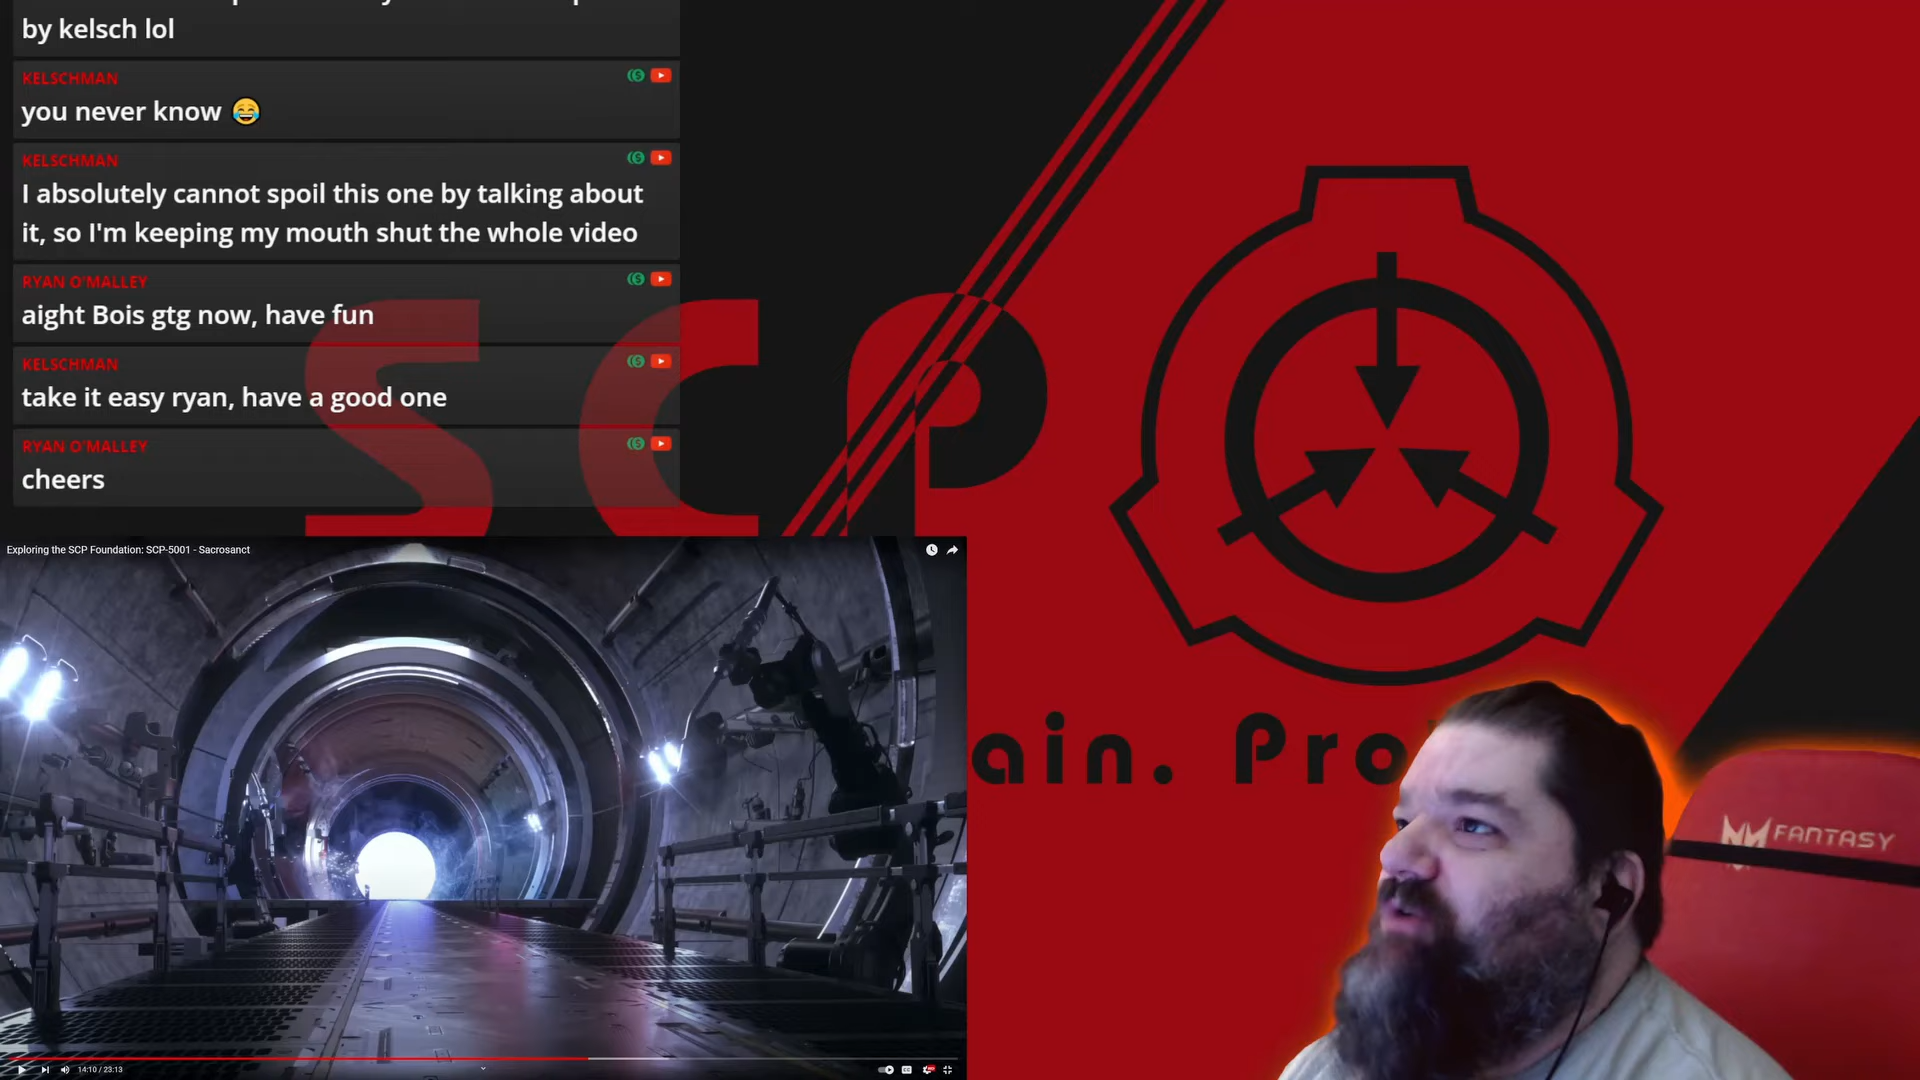 by kelsch lol
KELSCHMAN
you never know
KELSCHMAN
I absolutely cannot spoil this one by talking about
it, so I'm keeping my mouth shut the whole video
RYAN O'MALLEY
aight Bois gtg now, have fun
KELSCHMAN
take it easy ryan, have a good one
RYAN O'MALLEY
cheers
SCP
Exploring the SCP Foundation: SCP-5001 - Sacrosanct
ain. Pro
FANTASY
14:10 / 23:13